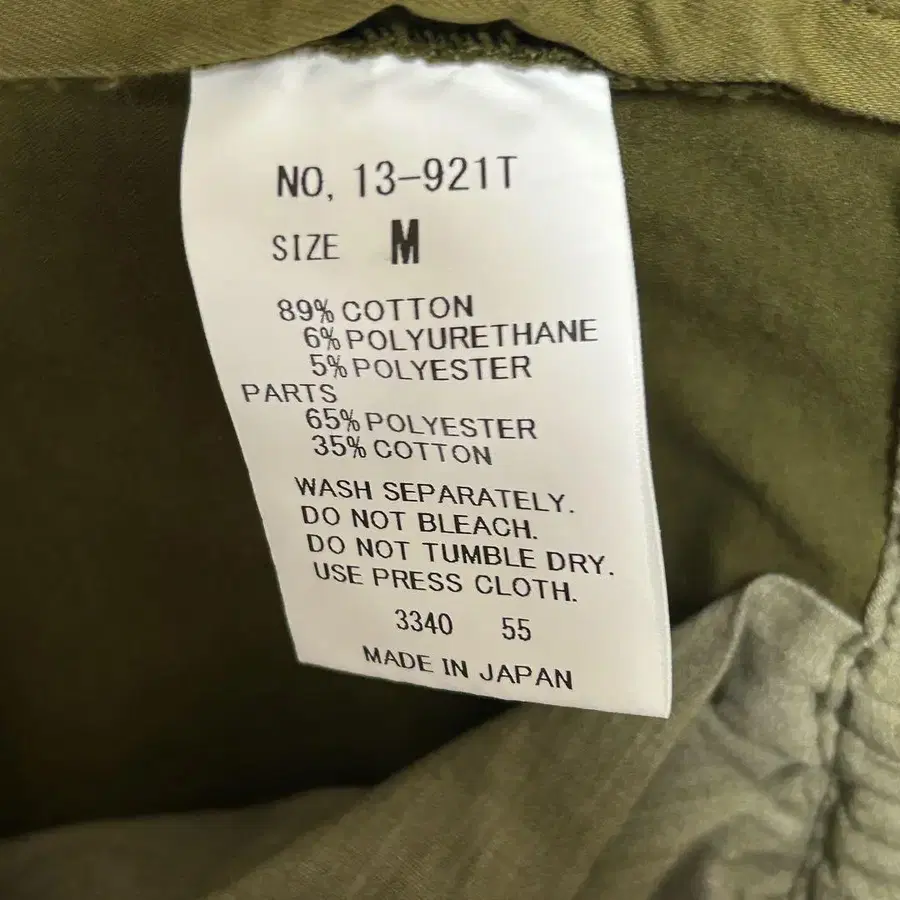 NO, 13-921T
SIZE M
89% COTTON
6% POLYURETHANE
5% POLYESTER
PARTS
65% POLYESTER
35% COTTON
WASH SEPARATELY.
DO NOT BLEACH.
DO NOT TUMBLE DRY.
USE PRESS CLOTH.
3340 55
MADE IN JAPAN